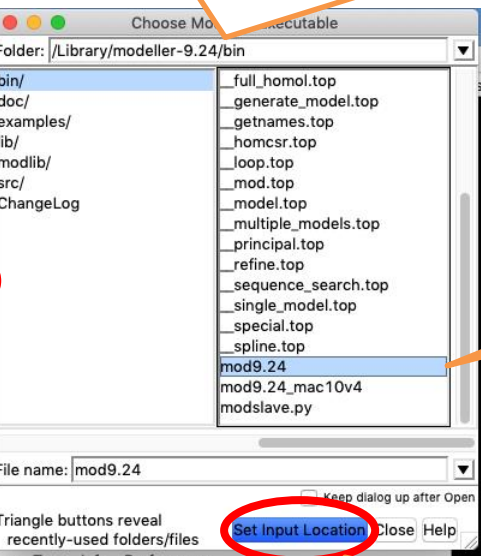 Choose Mo
Executable
Folder: /Library/modeller-9.24/bin
bin/
doc/
examples/
lib/
modlib/
src/
ChangeLog
__full_homol.top
__generate_model.top
__getnames.top
__homcsr.top
__loop.top
__mod.top
__model.top
__multiple_models.top
__principal.top
__refine.top
__sequence_search.top
__single_model.top
__special.top
__spline.top
mod9.24
mod9.24_mac10v4
modslave.py
File name: mod9.24
Keep dialog up after Open
Triangle buttons reveal
recently-used folders/files
Set Input Location Close Help